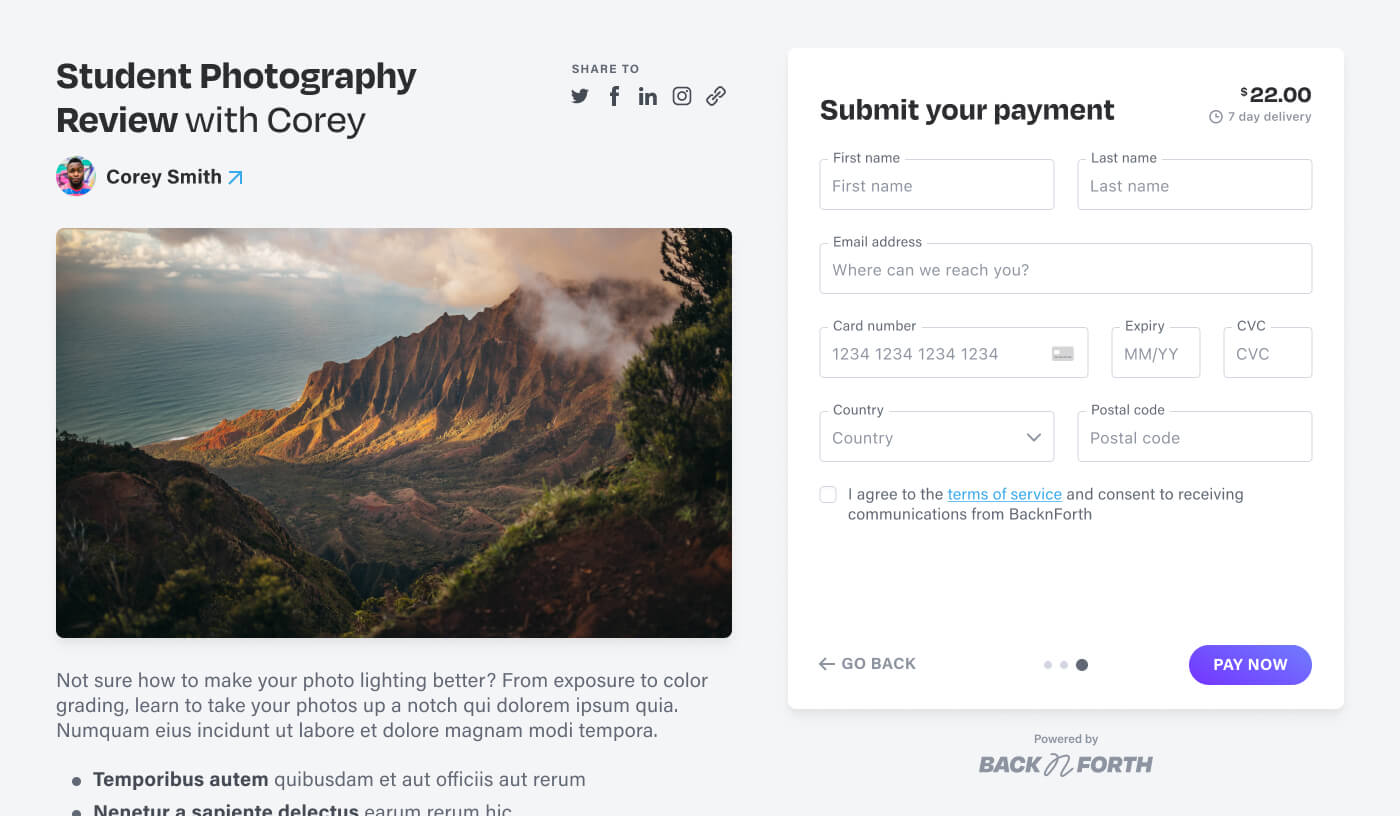 Student Photography
Review with Corey
SHARE TO
Corey Smith
Not sure how to make your photo lighting better? From exposure to color
grading, learn to take your photos up a notch qui dolorem ipsum quia.
Numquam eius incidunt ut labore et dolore magnam modi tempora.
Temporibus autem quibusdam et aut officiis aut rerum
Nenetur a sapiente delectus earum rerum hic
Submit your payment
$22.00
7 day delivery
First name
First name
Last name
Last name
Email address
Where can we reach you?
Card number
1234 1234 1234 1234
Expiry
MM/YY
CVC
CVC
Country
Country
Postal code
Postal code
I agree to the terms of service and consent to receiving
communications from BacknForth
GO BACK
PAY NOW
Powered by
BACK n FORTH